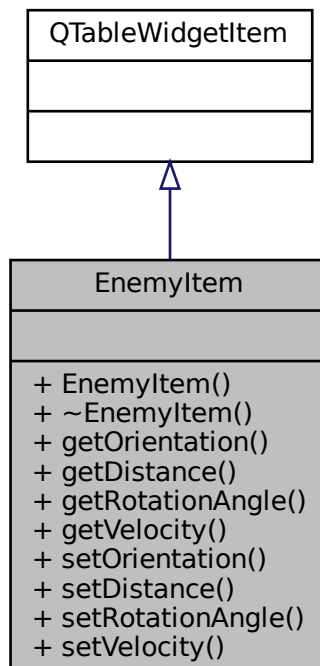 QTableWidgetItem
EnemyItem
+ EnemyItem()
+ ~EnemyItem()
+ getOrientation()
+ getDistance()
+ getRotationAngle()
+ getVelocity()
+ setOrientation()
+ setDistance()
+ setRotationAngle()
+ setVelocity()